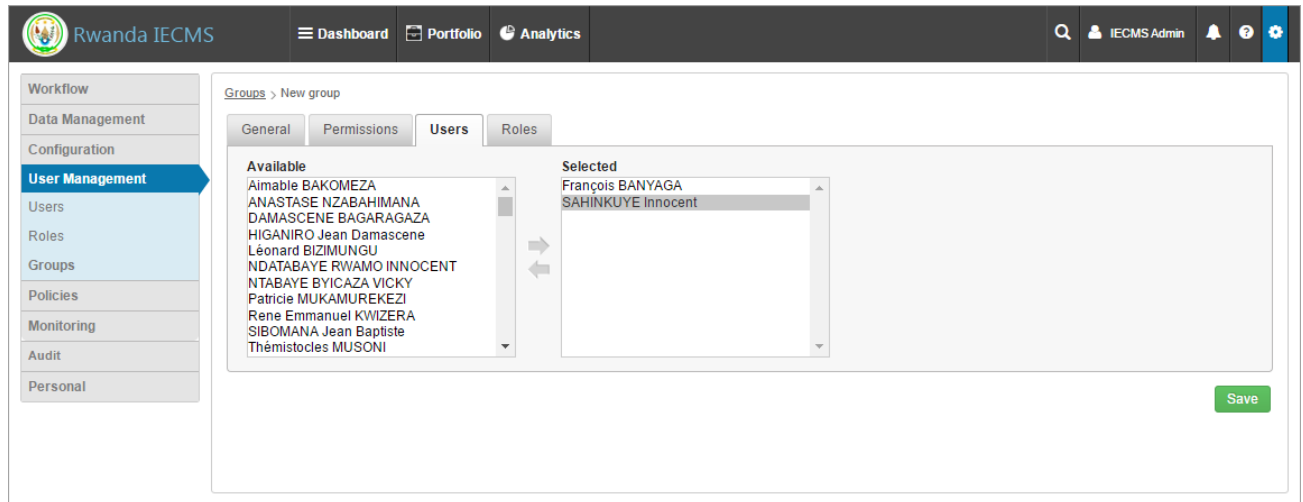 Rwanda IECMS
Dashboard Portfolio Analytics
IECMS Admin
Workflow
Data Management
Configuration
User Management
Users
Roles
Groups
Policies
Monitoring
Audit
Personal
Groups > New group
General Permissions Users Roles
Available
Aimable BAKOMEZA
ANASTASE NZABAHIMANA
DAMASCENE BAGARAGAZA
HIGANIRO Jean Damascene
Léonard BIZIMUNGU
NDATABAYE RWAMO INNOCENT
NTABAYE BYICAZA VICKY
Patricie MUKAMUREKEZI
Rene Emmanuel KWIZERA
SIBOMANA Jean Baptiste
Thémistocles MUSONI
Selected
François BANYAGA
SAHINKUYE Innocent
Save